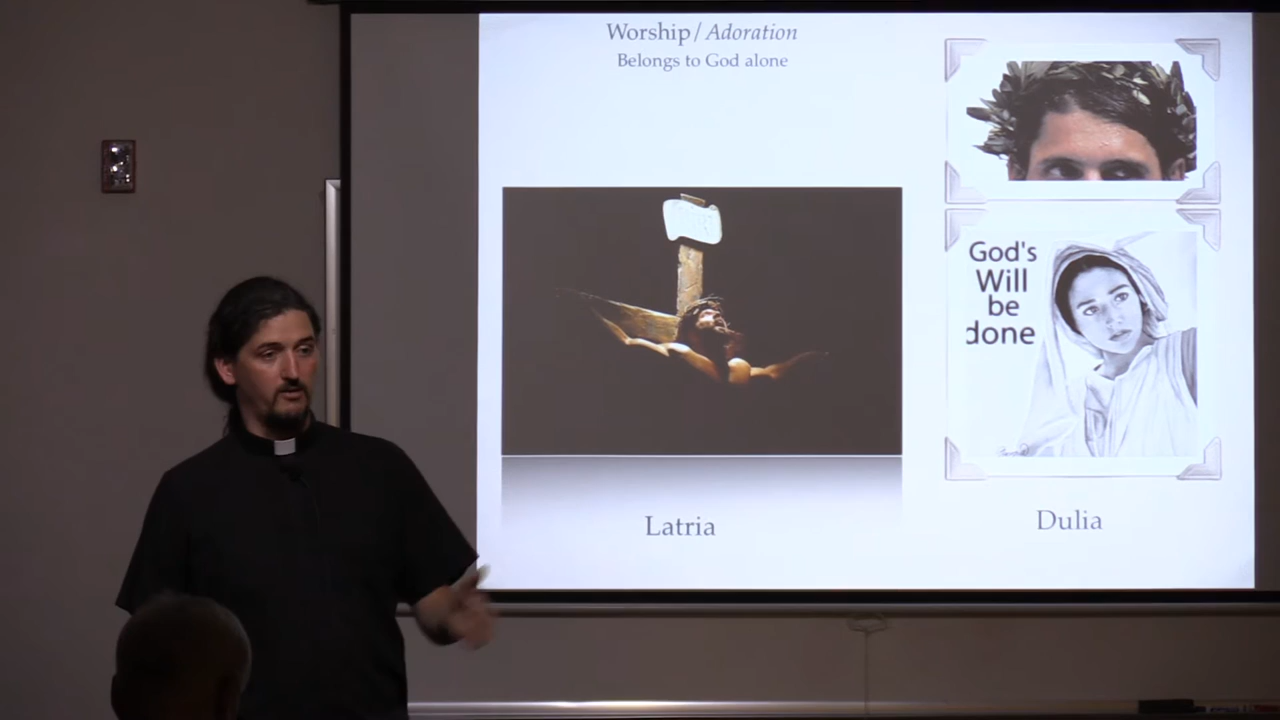 Worship/Adoration
Belongs to God alone
God's
Will
be
done
Latria
Dulia